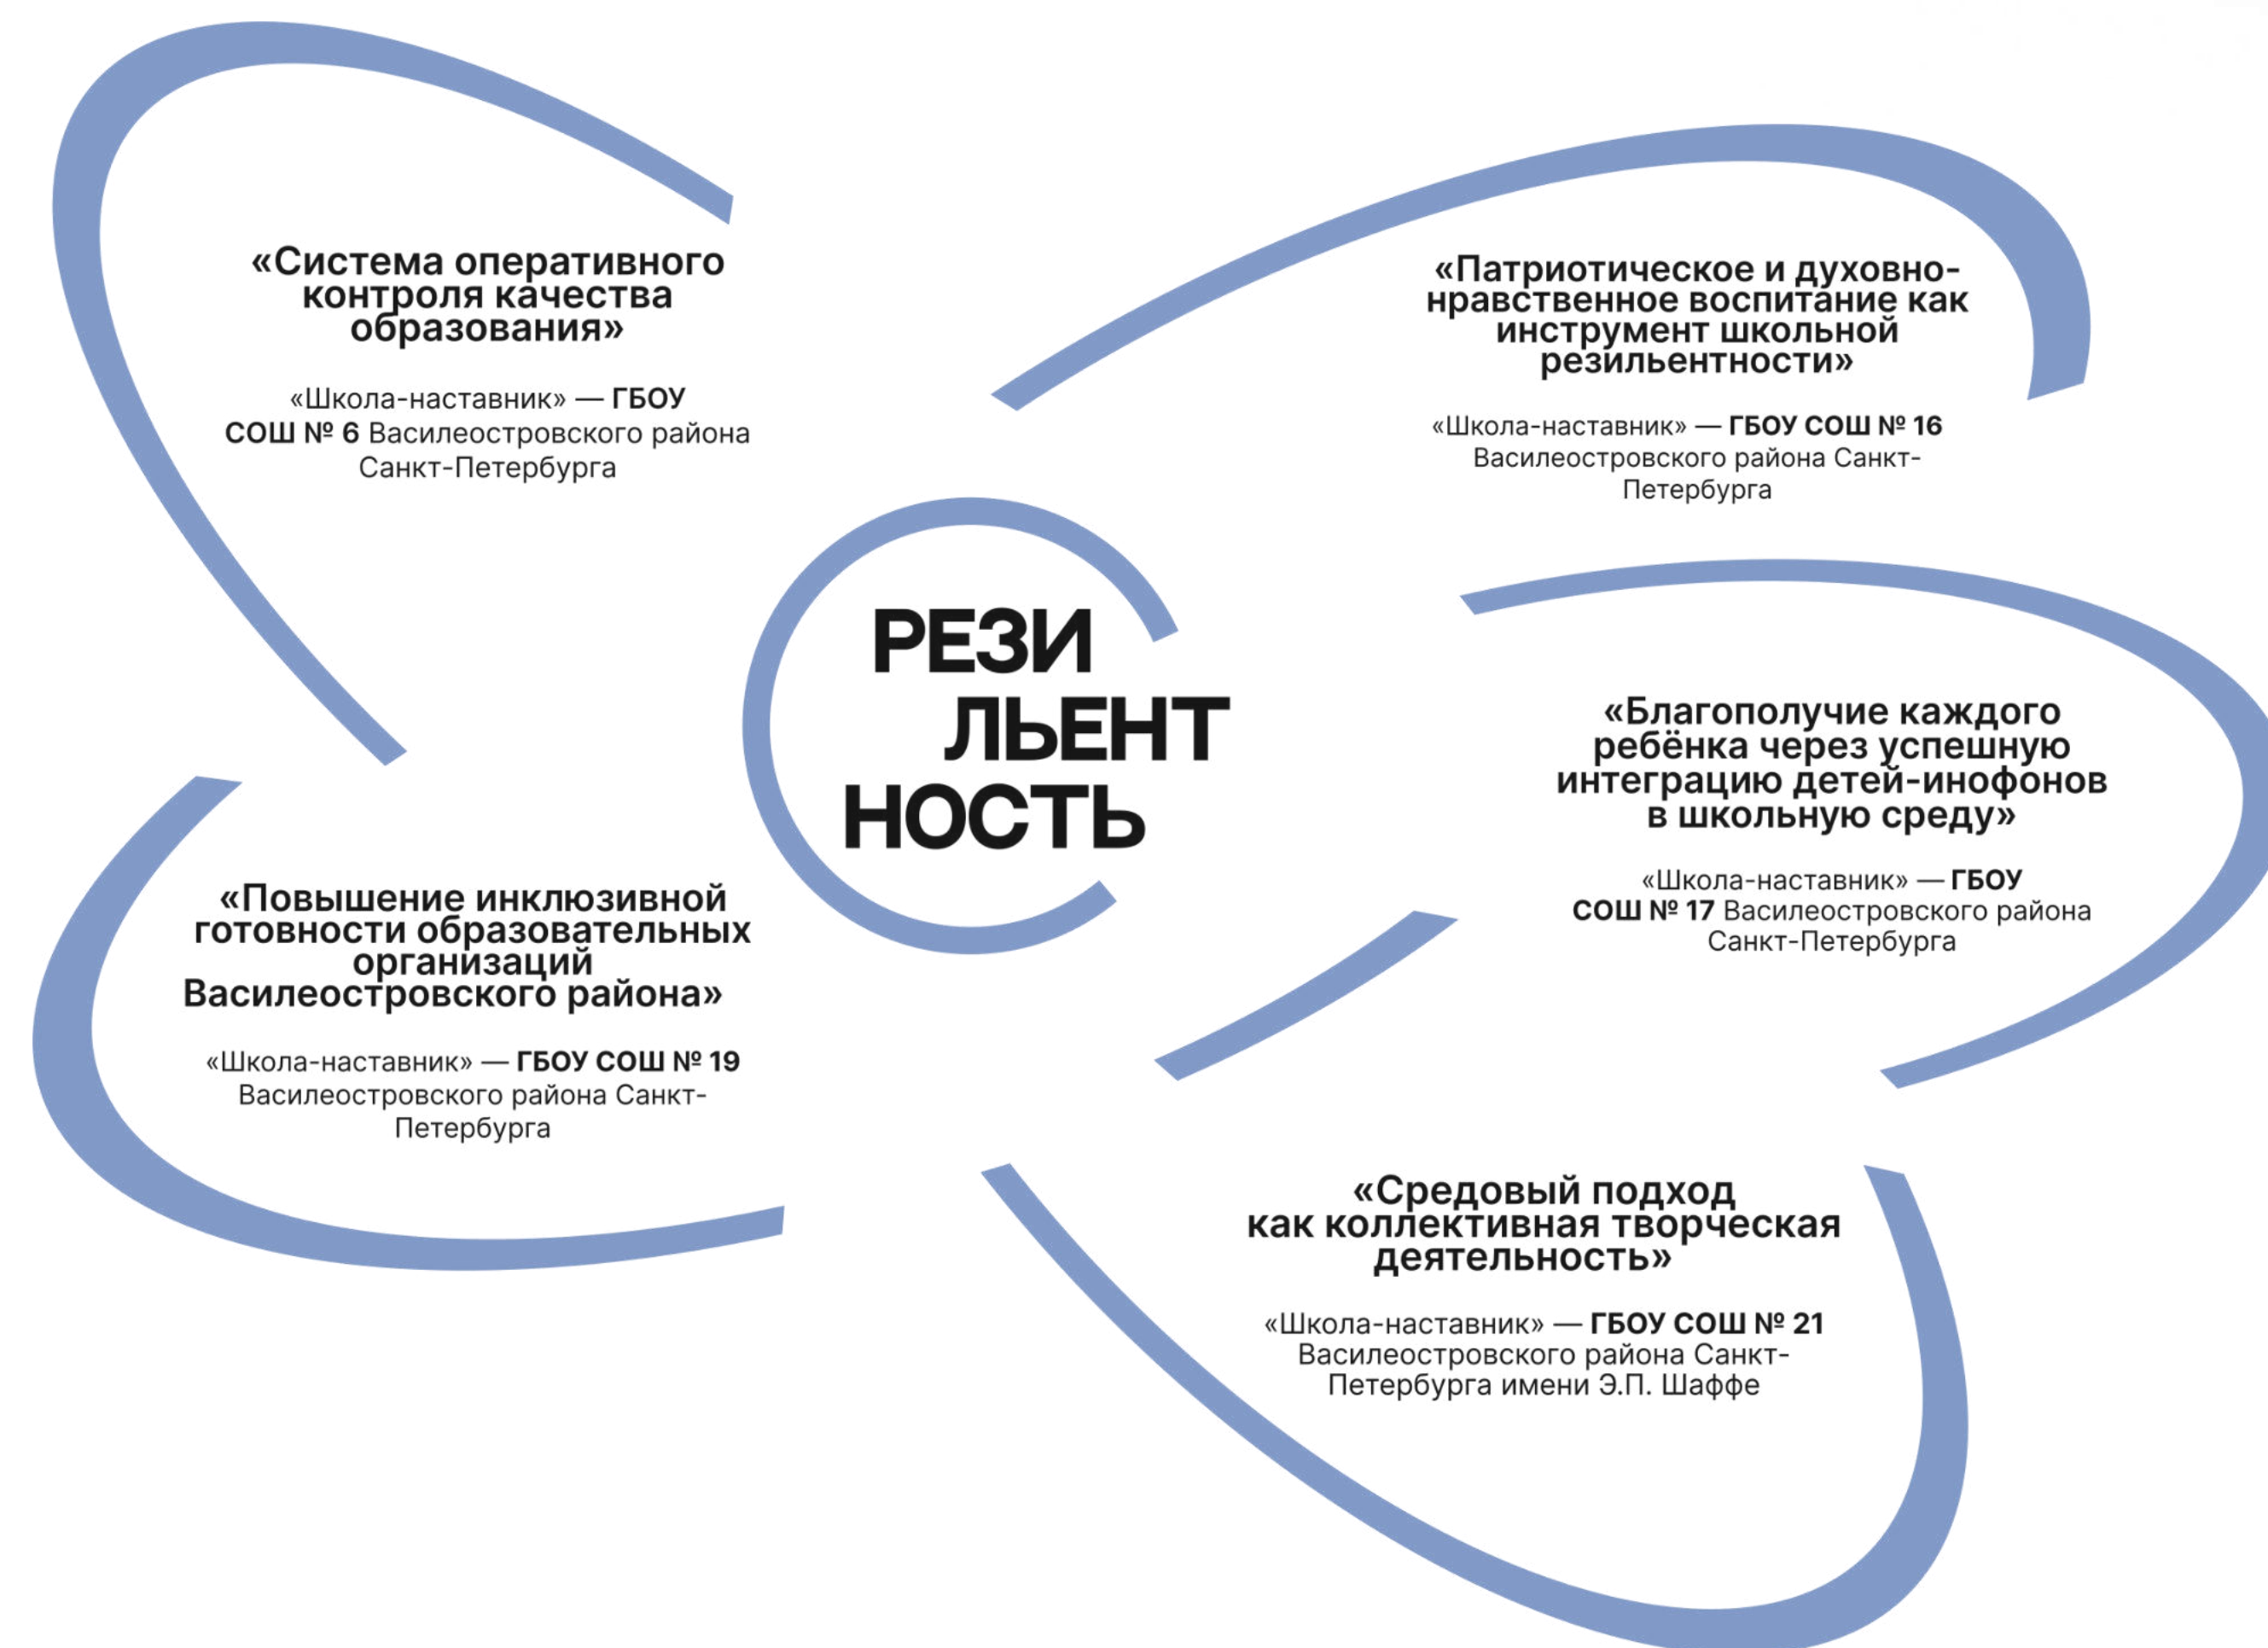 «Система оперативного
контроля качества
образования»
«Школа-наставник» — ГБОУ
СОШ № 6 Василеостровского района
Санкт-Петербурга
«Патриотическое и духовно-
нравственное воспитание как
инструмент школьной
резильентности»
«Школа-наставник» — ГБОУ СОШ № 16
Василеостровского района Санкт-
Петербурга
РЕЗИ
ЛЬЕНТ
НОСТЬ
«Благополучие каждого
ребёнка через успешную
интеграцию детей-инофонов
в школьную среду»
«Школа-наставник» — ГБОУ
СОШ № 17 Василеостровского района
Санкт-Петербурга
«Повышение инклюзивной
готовности образовательных
организаций
Василеостровского района»
«Школа-наставник» — ГБОУ СОШ № 19
Василеостровского района Санкт-
Петербурга
«Средовый подход
как коллективная творческая
деятельность»
«Школа-наставник» — ГБОУ СОШ № 21
Василеостровского района Санкт-
Петербурга имени Э.П. Шаффе